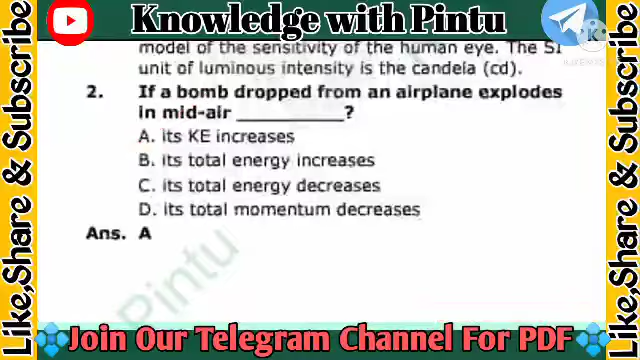 Knowledge with Pintu
model of the sensitivity of the human eye. The SI
unit of luminous intensity is the candela (cd).
2. If a bomb dropped from an airplane explodes
in mid-air __________?
A. its KE increases
B. its total energy increases
C. its total energy decreases
D. its total momentum decreases
Ans. A
Pintu
Like,Share & Subscribe
Like,Share & Subscribe
Join Our Telegram Channel For PDF